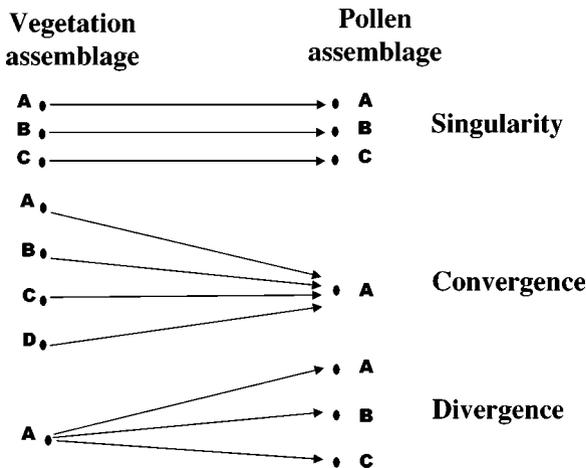 Vegetation
assemblage
Pollen
assemblage
A A
B B
C C
Singularity
A
B
C
D
A
Convergence
A
A
B
C
Divergence